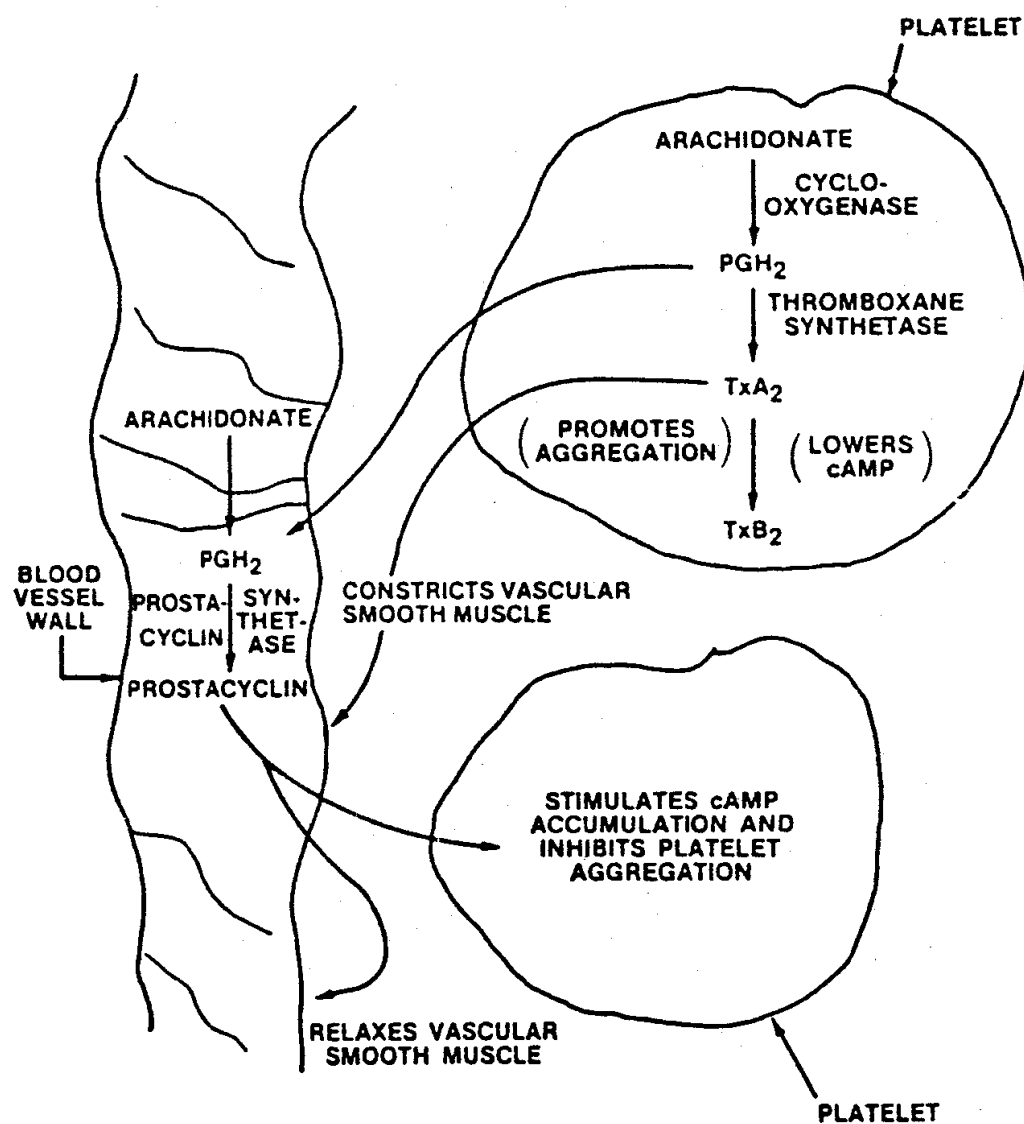 PLATELET
ARACHIDONATE
CYCLO-
OXYGENASE
PGH2
THROMBOXANE
SYNTHETASE
TxA2
(PROMOTES
AGGREGATION)
(LOWERS
cAMP)
TxB2
ARACHIDONATE
PGH2
BLOOD
VESSEL
WALL
PROSTA-
CYCLIN
SYN-
THET-
ASE
PROSTACYCLIN
CONSTRICTS VASCULAR
SMOOTH MUSCLE
STIMULATES cAMP
ACCUMULATION AND
INHIBITS PLATELET
AGGREGATION
RELAXES VASCULAR
SMOOTH MUSCLE
PLATELET